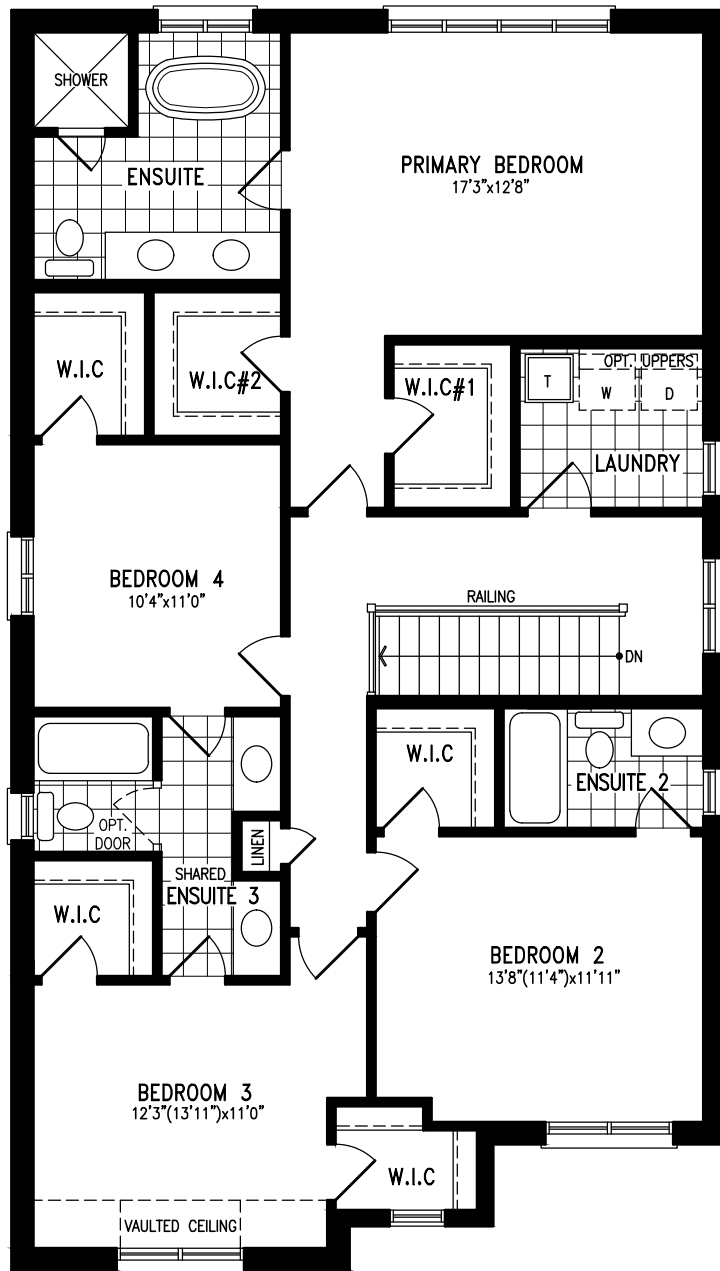 SHOWER
ENSUITE
PRIMARY BEDROOM
17'3"x12'8"
W.I.C
W.I.C#2
W.I.C#1
OPT. UPPERS
T
W
D
LAUNDRY
BEDROOM 4
10'4"x11'0"
RAILING
DN
W.I.C
ENSUITE 2
OPT.
DOOR
LINEN
SHARED
ENSUITE 3
W.I.C
BEDROOM 2
13'8"(11'4")x11'11"
BEDROOM 3
12'3"(13'11")x11'0"
W.I.C
VAULTED CEILING